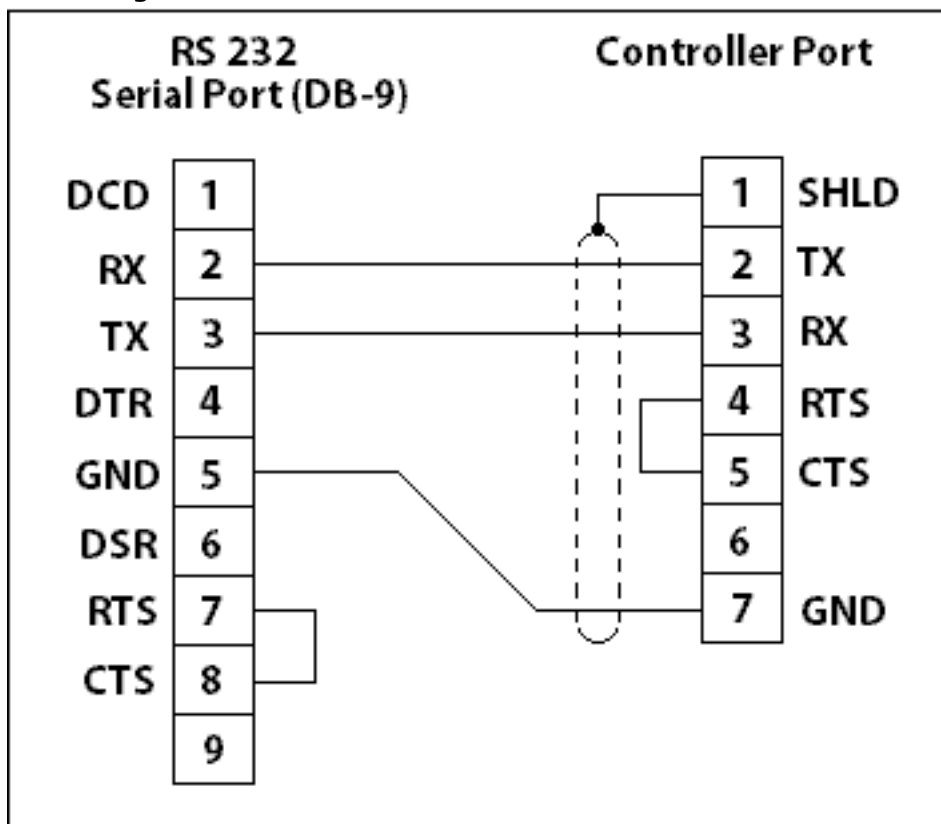 RS 232
Serial Port (DB-9)
Controller Port
DCD 1
RX 2
TX 3
DTR 4
GND 5
DSR 6
RTS 7
CTS 8
9
1 SHLD
2 TX
3 RX
4 RTS
5 CTS
6
7 GND